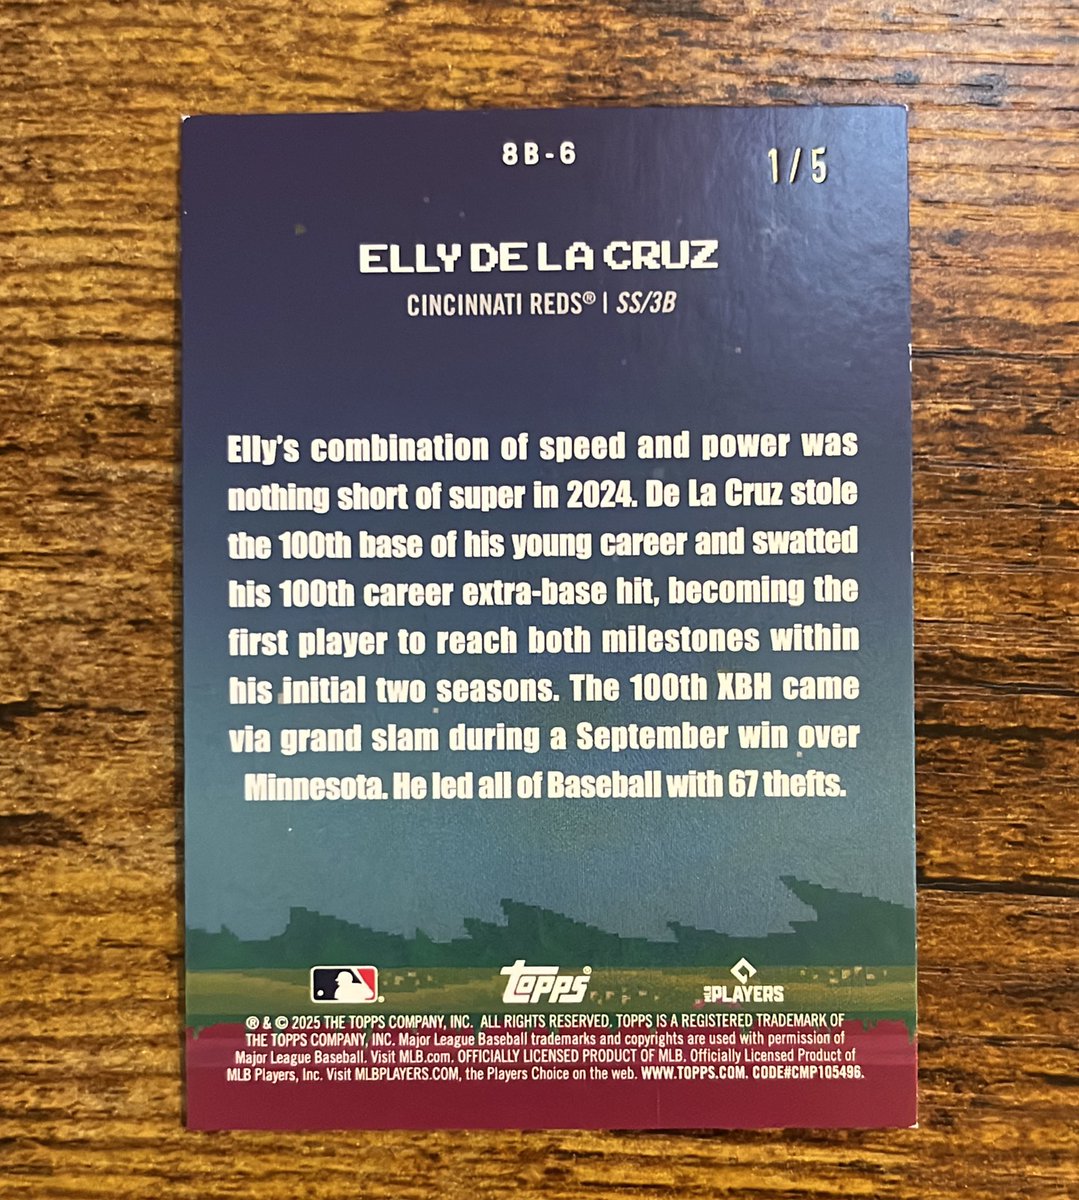 8B-6
1/5
ELLY DE LA CRUZ
CINCINNATI REDS® | SS/3B
Elly's combination of speed and power was
nothing short of super in 2024. De La Cruz stole
the 100th base of his young career and swatted
his 100th career extra-base hit, becoming the
first player to reach both milestones within
his initial two seasons. The 100th XBH came
via grand slam during a September win over
Minnesota. He led all of Baseball with 67 thefts.
topps®
MLB PLAYERS
® & © 2025 THE TOPPS COMPANY, INC. ALL RIGHTS RESERVED. TOPPS IS A REGISTERED TRADEMARK OF
THE TOPPS COMPANY, INC. Major League Baseball trademarks and copyrights are used with permission of
Major League Baseball. Visit MLB.com. OFFICIALLY LICENSED PRODUCT OF MLB. Officially Licensed Product of
MLB Players, Inc. Visit MLBPLAYERS.COM, the Players Choice on the web. WWW.TOPPS.COM. CODE#CMP105496.